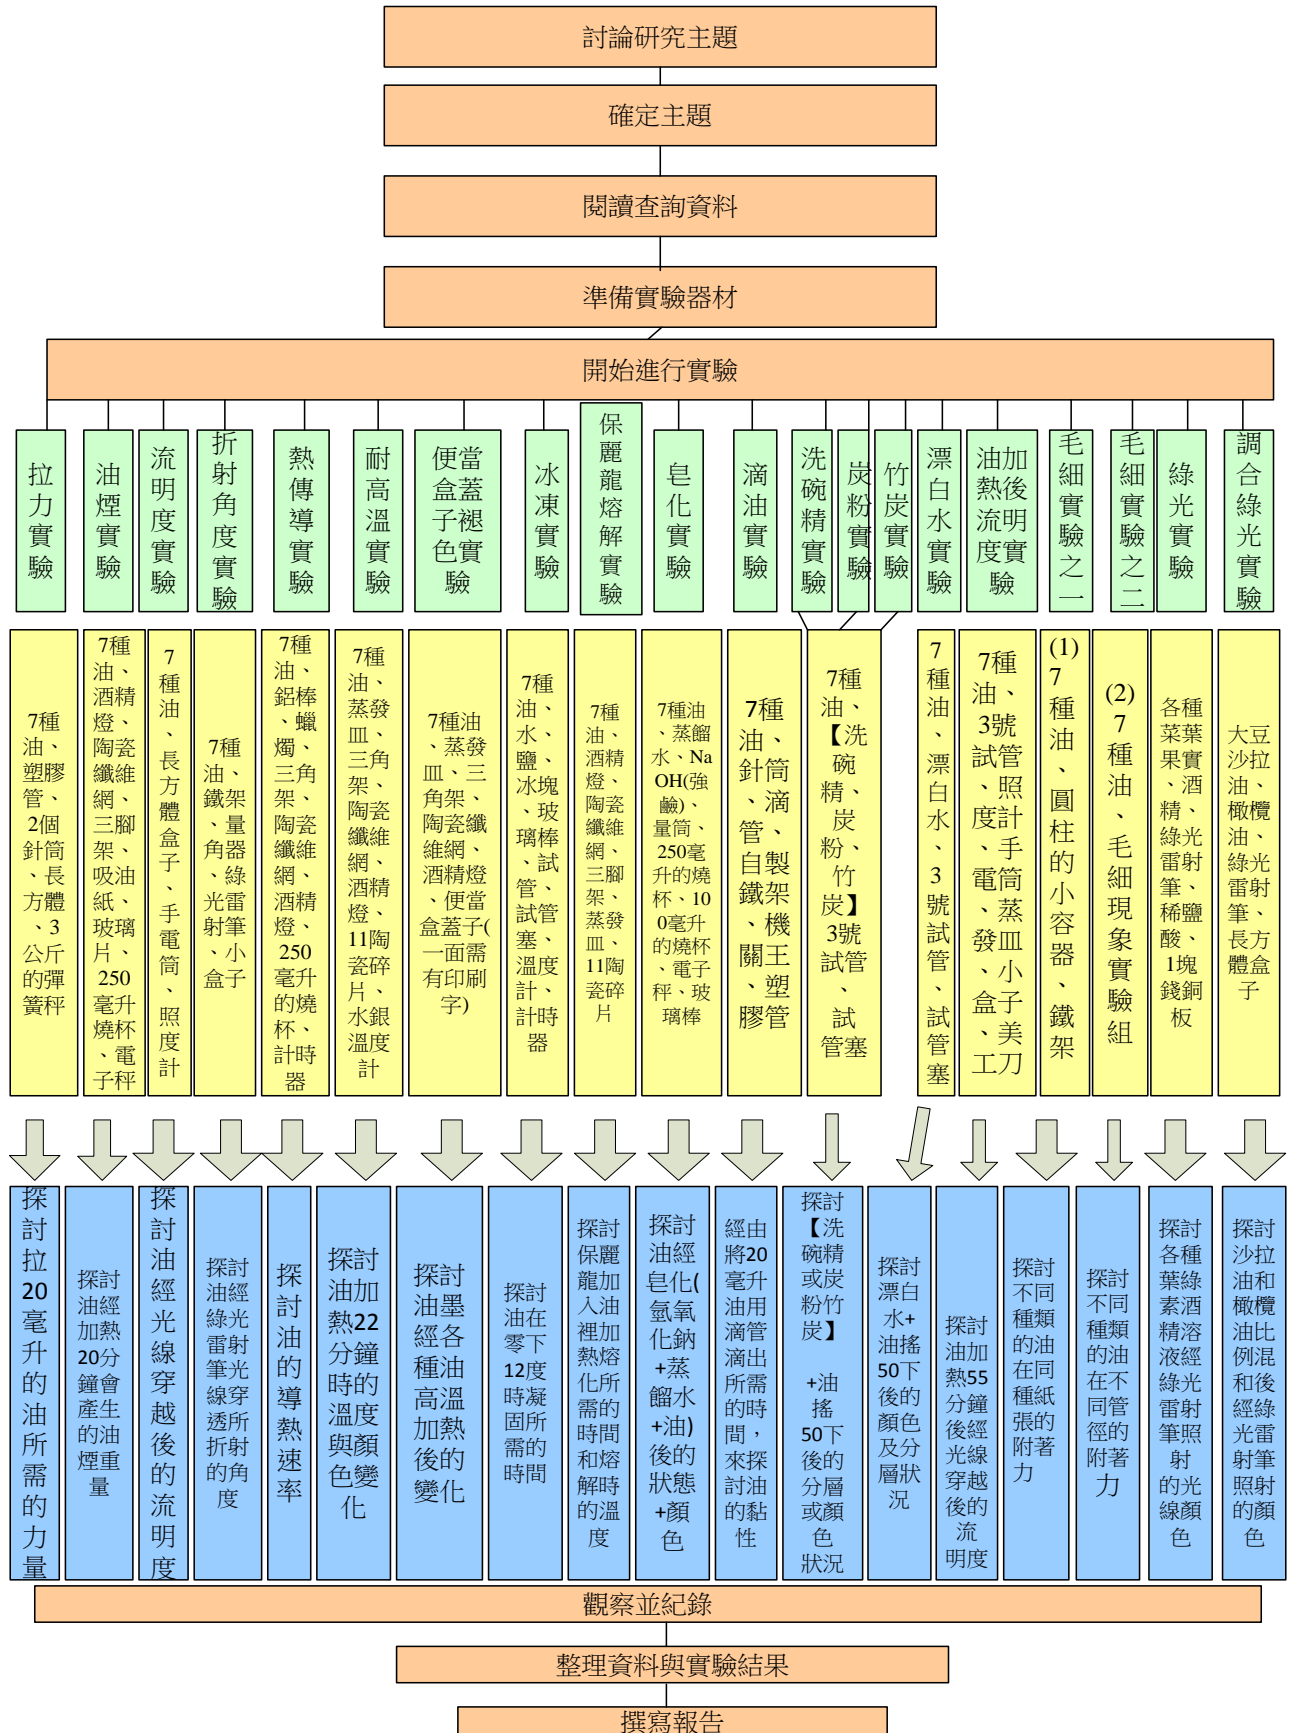 討論研究主題
確定主題
閱讀查詢資料
準備實驗器材
開始進行實驗
拉力實驗
油煙實驗
流明度實驗
折射角度實驗
熱傳導實驗
耐高溫實驗
便當盒蓋子褪色實驗
冰凍實驗
保麗龍熔解實驗
皂化實驗
滴油實驗
洗碗精實驗
炭粉實驗
竹炭實驗
漂白水實驗
油加熱後流明度實驗
毛細實驗之一
毛細實驗之二
綠光實驗
調合綠光實驗
7種油、塑膠管、2個針筒、長方體、3公斤的彈簧秤
7種油、酒精燈、陶瓷纖維網、三腳架、吸油紙、玻璃片、250毫升燒杯、電子秤
7種油、長方體盒子、手電筒、照度計
7種油、鐵架、量角器、綠光雷射筆、小盒子
7種油、鋁棒、蠟燭、三角架、陶瓷纖維網、酒精燈、250毫升的燒杯、計時器
7種油、蒸發皿、三角架、陶瓷纖維網、酒精燈、11陶瓷碎片、水銀溫度計
7種油、蒸發皿、三角架、陶瓷纖維網、酒精燈、便當盒蓋子(一面需有印刷字)
7種油、水、鹽、冰塊、玻璃棒、試管、試管塞、溫度計、計時器
7種油、酒精燈、陶瓷纖維網、三腳架、蒸發皿、11陶瓷碎片
7種油、蒸餾水、NaOH(強鹼)、量筒、250毫升的燒杯、100毫升的燒杯、電子秤、玻璃棒
7種油、針筒、滴管、自製鐵架、機關王塑膠管
7種油、【洗碗精、炭粉、竹炭】3號試管、試管塞
7種油、漂白水、3號試管、試管塞
7種油、3號試管、照度計、手電筒、蒸發皿、小盒子、美工刀
(1)7種油、圓柱的小容器、鐵架
(2)7種油、毛細現象實驗組
各種菜葉果實、酒精、綠光雷射筆、稀鹽酸、1塊錢銅板
大豆沙拉油、橄欖油、綠光雷射筆、長方體盒子
探討拉20毫升的油所需的力量
探討油經加熱20分鐘會產生的油煙重量
探討油經光線穿越後的流明度
探討油經綠光雷射筆光線穿透所折射的角度
探討油的導熱速率
探討油加熱22分鐘時的溫度與顏色變化
探討油墨經各種油高溫加熱後的變化
探討油在零下12度時凝固所需的時間
探討保麗龍加入油裡加熱熔化所需的時間和熔解時的溫度
探討油經皂化(氫氧化鈉+蒸餾水+油)後的狀態+顏色
經由將20毫升油用滴管滴出所需的時間，來探討油的黏性
探討【洗碗精或炭粉竹炭】+油搖50下後的分層或顏色狀況
探討漂白水+油搖50下後的顏色及分層狀況
探討油加熱55分鐘後經光線穿越後的流明度
探討不同種類的油在同種紙張的附著力
探討不同種類的油在不同管徑的附著力
探討各種葉綠素酒精溶液經綠光雷射筆照射的光線顏色
探討沙拉油和橄欖油比例混和後經綠光雷射筆照射的顏色
觀察並紀錄
整理資料與實驗結果
撰寫報告